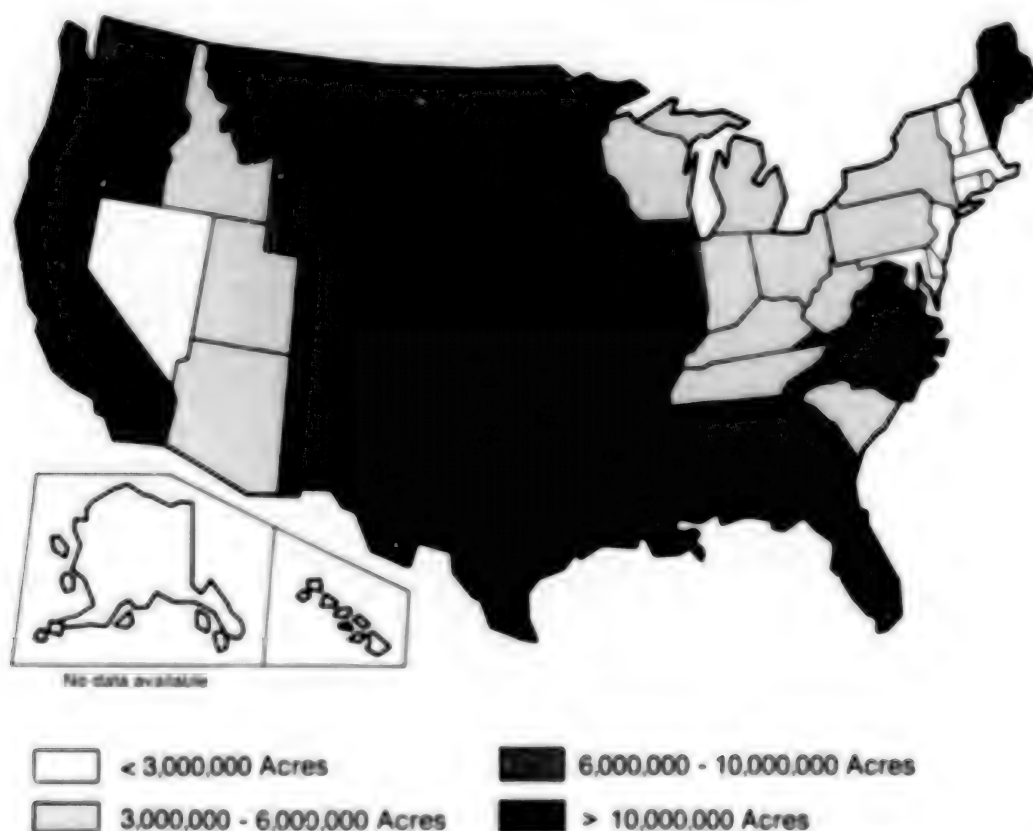 No data available
< 3,000,000 Acres
3,000,000 - 6,000,000 Acres
6,000,000 - 10,000,000 Acres
> 10,000,000 Acres